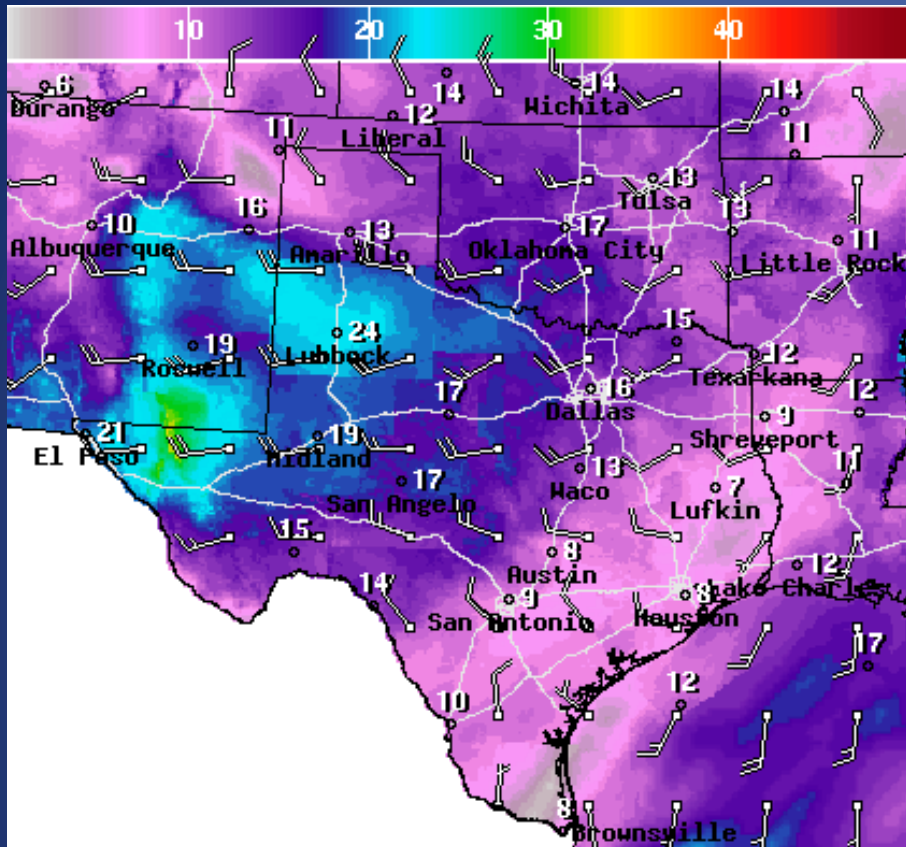 10 20 30 40
6 14 14 14
Durango Wichita
12
Liberal
11 11
13
Tulsa
10 16 13 17 13 11
Albuquerque Amarillo Oklahoma City Little Rock
19 24 15
Roswell Lubbock Texarkana 12
17 16 12
Dallas 9
21 19 Shreveport
El Paso Midland 13 11
17 Waco 7
San Angelo Lufkin
15 8 12
Austin Lake Charles
14 9 8
San Antonio Houston
17
10 12
8
Brownsville